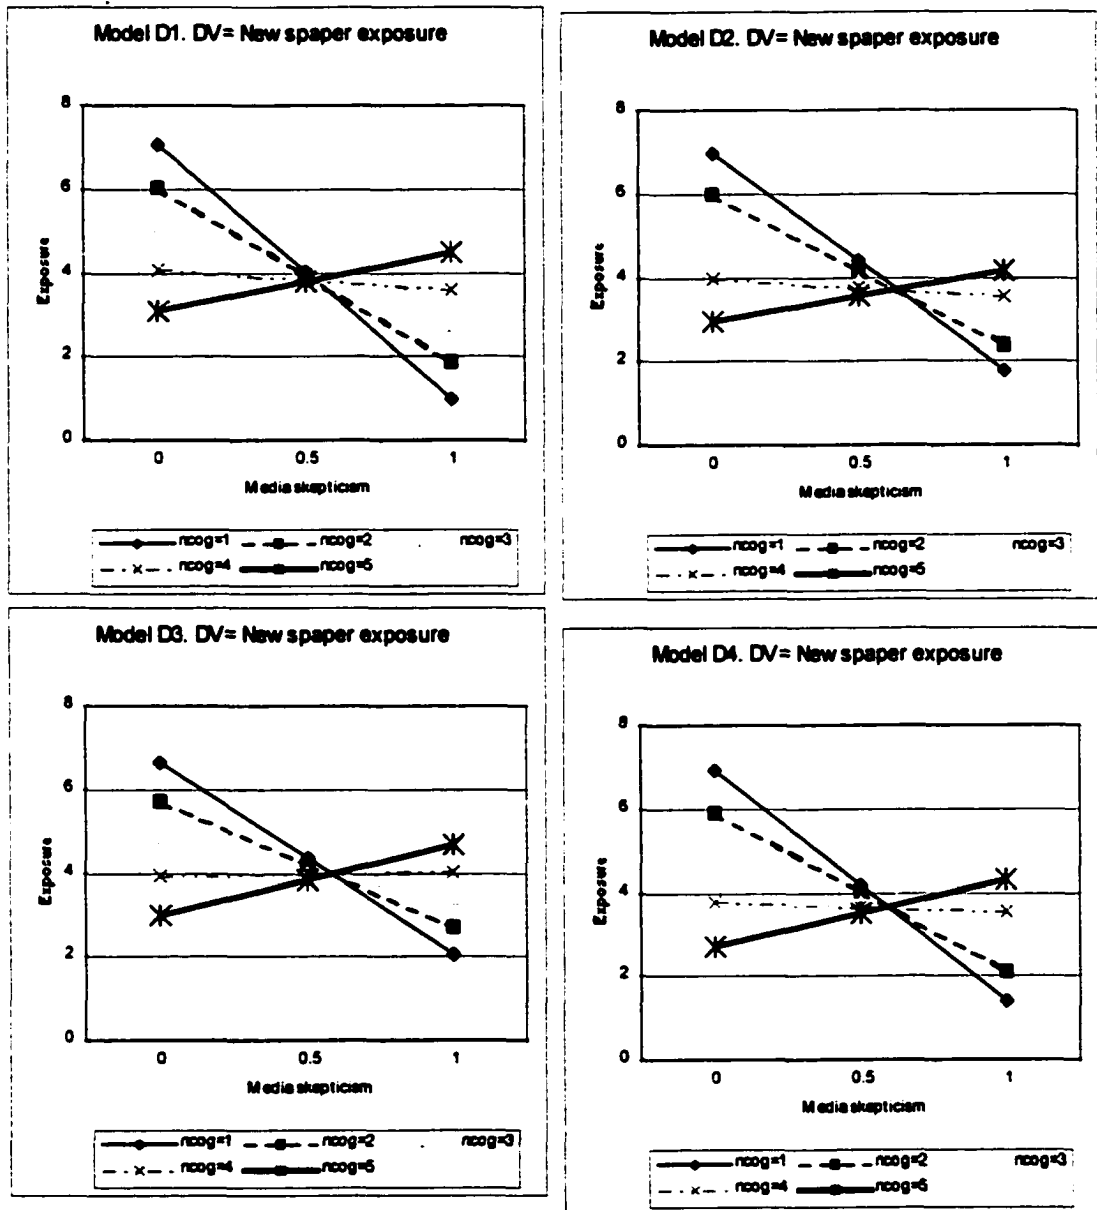 Model D1. DV= New spaper exposure
8
6
4
2
0
Exposure
0 0.5 1
Media skepticism
ncog=1 ncog=2 ncog=3
ncog=4 ncog=5
Model D2. DV= New spaper exposure
8
6
4
2
0
Exposure
0 0.5 1
Media skepticism
ncog=1 ncog=2 ncog=3
ncog=4 ncog=5
Model D3. DV= New spaper exposure
8
6
4
2
0
Exposure
0 0.5 1
Media skepticism
ncog=1 ncog=2 ncog=3
ncog=4 ncog=5
Model D4. DV= New spaper exposure
8
6
4
2
0
Exposure
0 0.5 1
Media skepticism
ncog=1 ncog=2 ncog=3
ncog=4 ncog=5